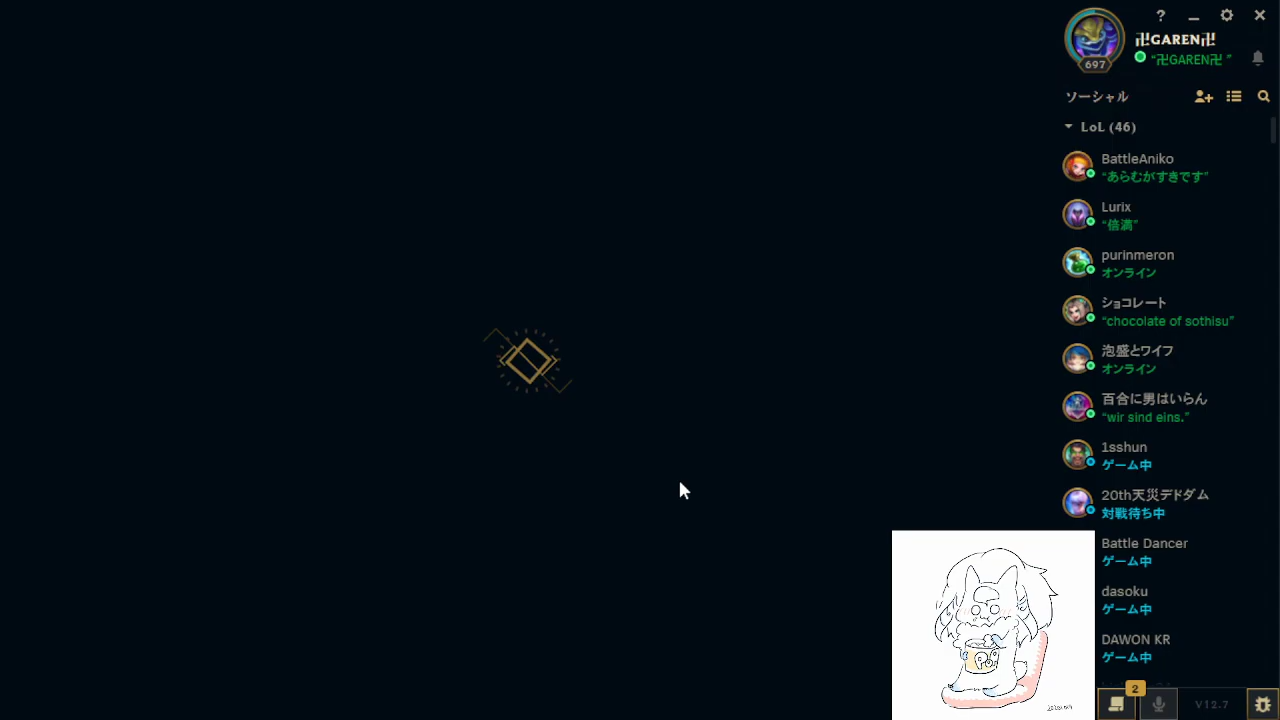 卍GAREN卍
697
“卍GAREN卍 ”
ソーシャル
LoL (46)
BattleAniko
“あらむがすきです”
Lurix
“倍満”
purinmeron
オンライン
ショコレート
“chocolate of sothisu”
泡盛とワイフ
オンライン
百合に男はいらん
“wir sind eins.”
1sshun
ゲーム中
20th天災デドダム
対戦待ち中
Battle Dancer
ゲーム中
dasoku
ゲーム中
DAWON KR
ゲーム中
2
V12.7